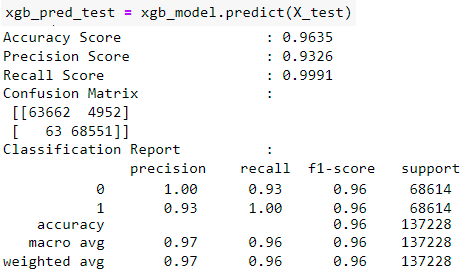 xgb_pred_test = xgb_model.predict(X_test)
Accuracy Score : 0.9635
Precision Score : 0.9326
Recall Score : 0.9991
Confusion Matrix :
[[63662 4952]
[ 63 68551]]
Classification Report :
precision recall f1-score support
0 1.00 0.93 0.96 68614
1 0.93 1.00 0.96 68614
accuracy 0.96 137228
macro avg 0.97 0.96 0.96 137228
weighted avg 0.97 0.96 0.96 137228